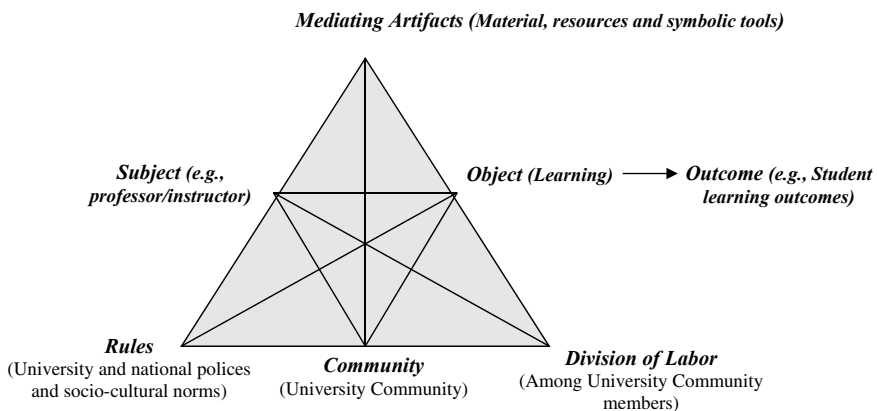 Mediating Artifacts (Material, resources and symbolic tools)
Subject (e.g.,
professor/instructor)
Object (Learning)
Outcome (e.g., Student
learning outcomes)
Rules
(University and national polices
and socio-cultural norms)
Community
(University Community)
Division of Labor
(Among University Community
members)